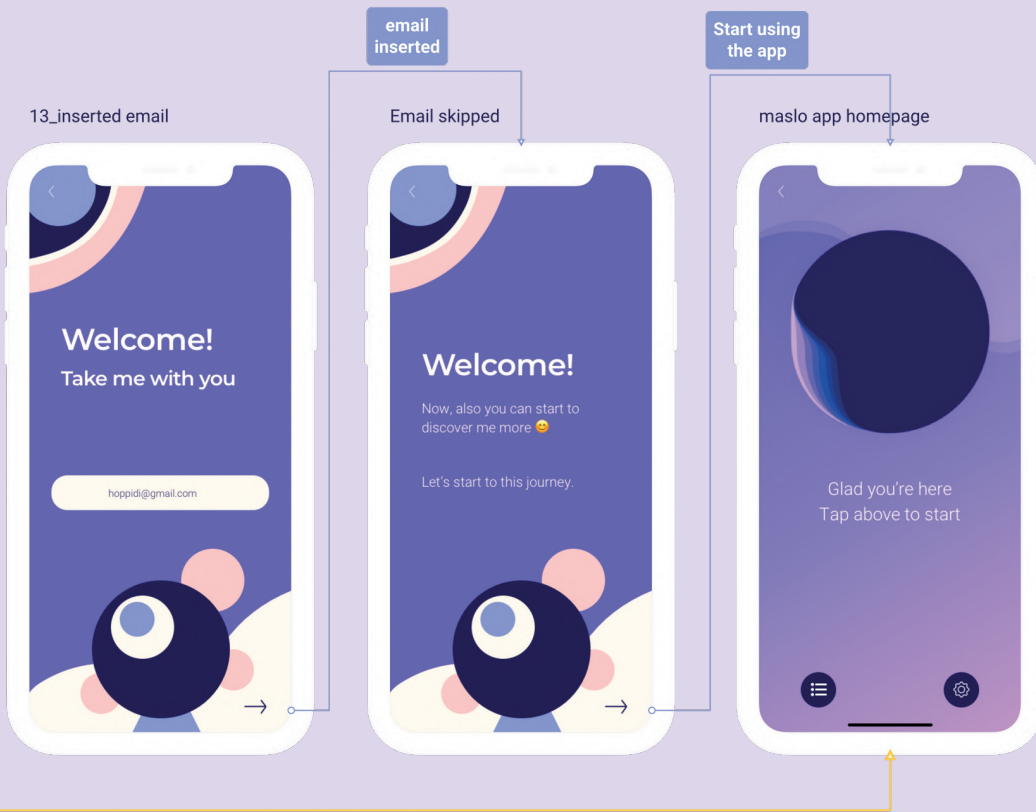 email
inserted
Start using
the app
13_inserted email
Email skipped
maslo app homepage
Welcome!
Take me with you
hoppidi@gmail.com
Welcome!
Now, also you can start to
discover me more 😊
Let's start to this journey.
Glad you're here
Tap above to start